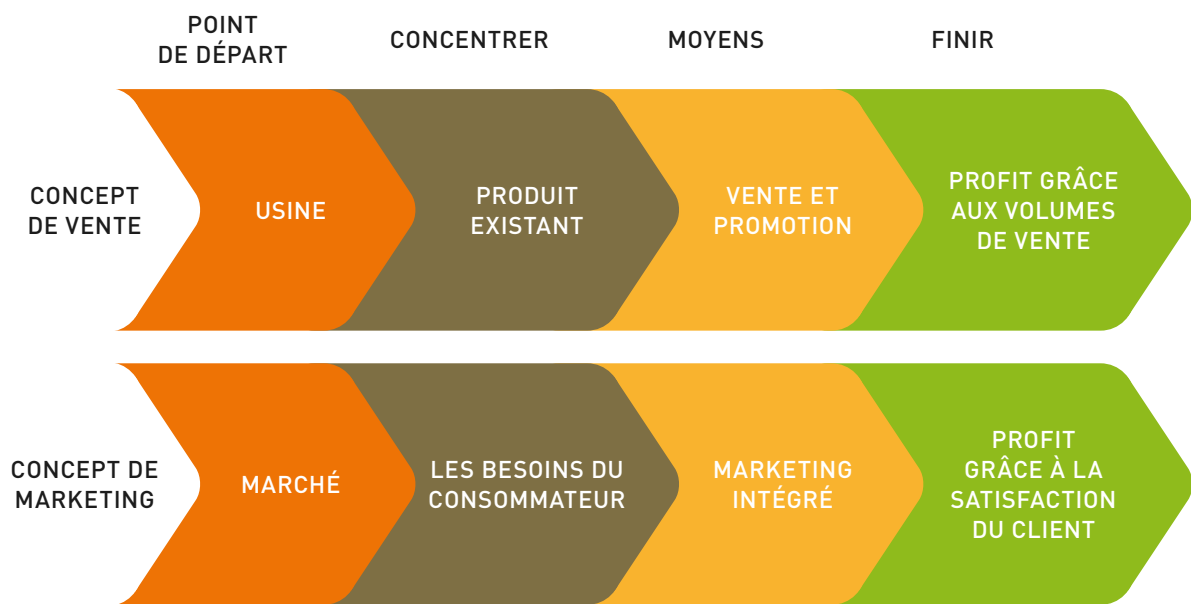 POINT
DE DÉPART
CONCENTRER
MOYENS
FINIR
CONCEPT
DE VENTE
USINE
PRODUIT
EXISTANT
VENTE ET
PROMOTION
PROFIT GRÂCE
AUX VOLUMES
DE VENTE
CONCEPT DE
MARKETING
MARCHÉ
LES BESOINS DU
CONSOMMATEUR
MARKETING
INTÉGRÉ
PROFIT
GRÂCE À LA
SATISFACTION
DU CLIENT